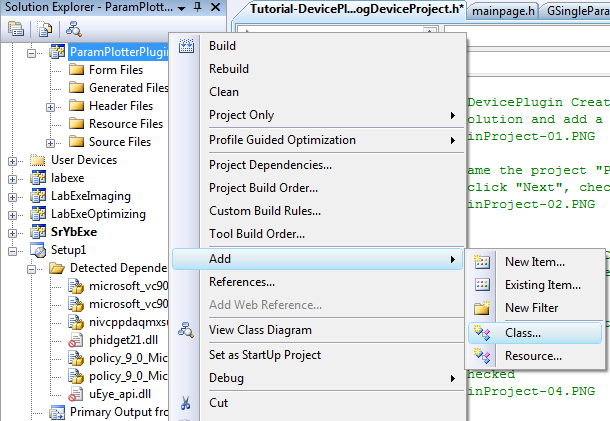 Solution Explorer - ParamPlott...
Tutorial-DevicePl...ogDeviceProject.h*
mainpage.h
GSinglePara
ParamPlotterPlugin
Form Files
Generated Files
Header Files
Resource Files
Source Files
User Devices
labexe
LabExeImaging
LabExeOptimizing
SrYbExe
Setup1
Detected Depende
microsoft_vc90
microsoft_vc90
nivcppdaqmxsu
phidget21.dll
policy_9_0_Mic
policy_9_0_Mic
uEye_api.dll
Primary Output from
Build
Rebuild
Clean
Project Only
Profile Guided Optimization
Project Dependencies...
Project Build Order...
Custom Build Rules...
Tool Build Order...
Add
References...
Add Web Reference...
View Class Diagram
Set as StartUp Project
Debug
Cut
New Item...
Existing Item...
New Filter
Class...
Resource...
DevicePlugin Creat
olution and add a
inProject-01.PNG
ame the project "P
click "Next", chec
inProject-02.PNG
hecked
inProject-04.PNG